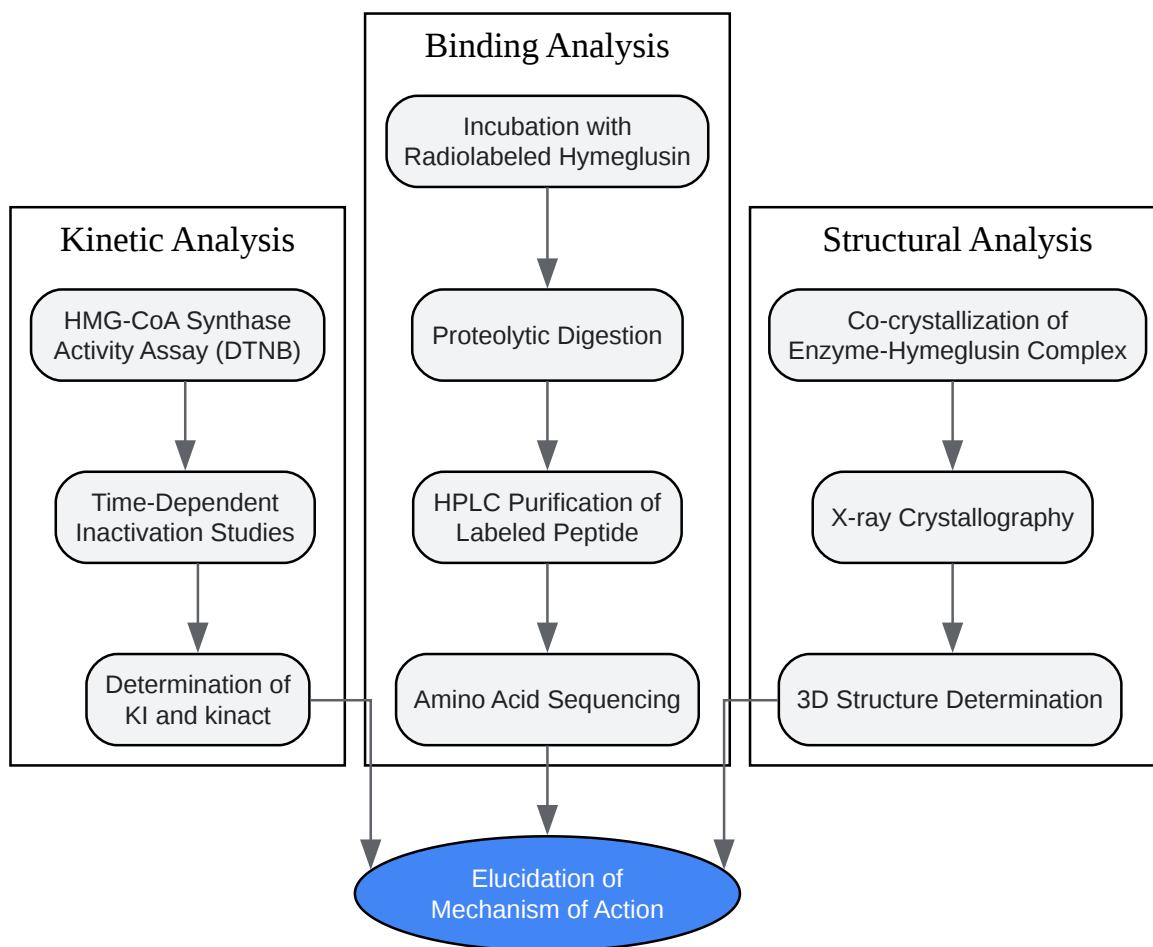 Kinetic Analysis
HMG-CoA Synthase
Activity Assay (DTNB)
Time-Dependent
Inactivation Studies
Determination of
KI and kinact
Binding Analysis
Incubation with
Radiolabeled Hymeglusin
Proteolytic Digestion
HPLC Purification of
Labeled Peptide
Amino Acid Sequencing
Structural Analysis
Co-crystallization of
Enzyme-Hymeglusin Complex
X-ray Crystallography
3D Structure Determination
Elucidation of
Mechanism of Action